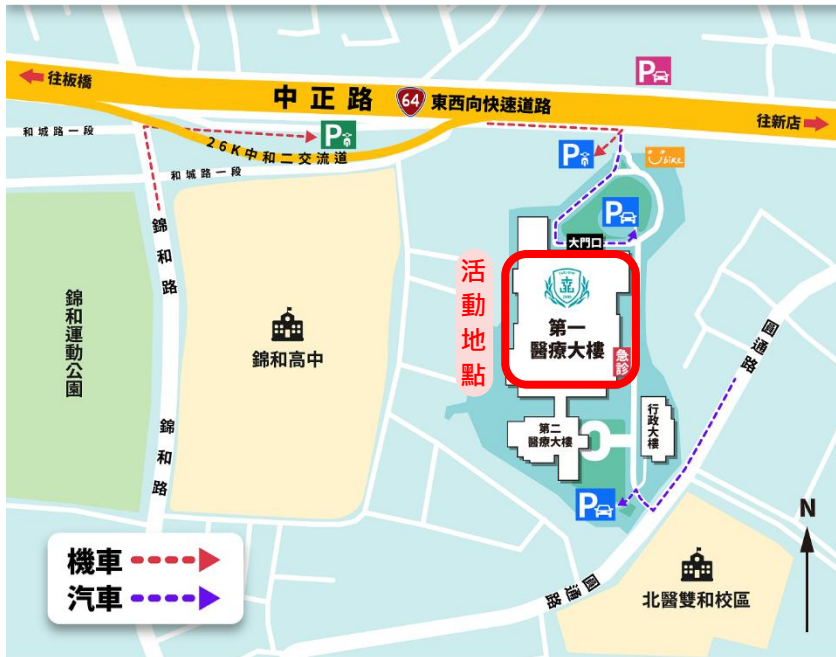 往板橋
中正路 64 東西向快速道路
往新店
P
和城路一段
26K中和二交流道
P
P
Ubike
和城路一段
P
大門口
錦和路
活動地點
第一
醫療大樓
急診
圓通路
錦和運動公園
錦和高中
錦和路
第二
醫療大樓
行政大樓
P
N
機車
汽車
圓通路
北醫雙和校區